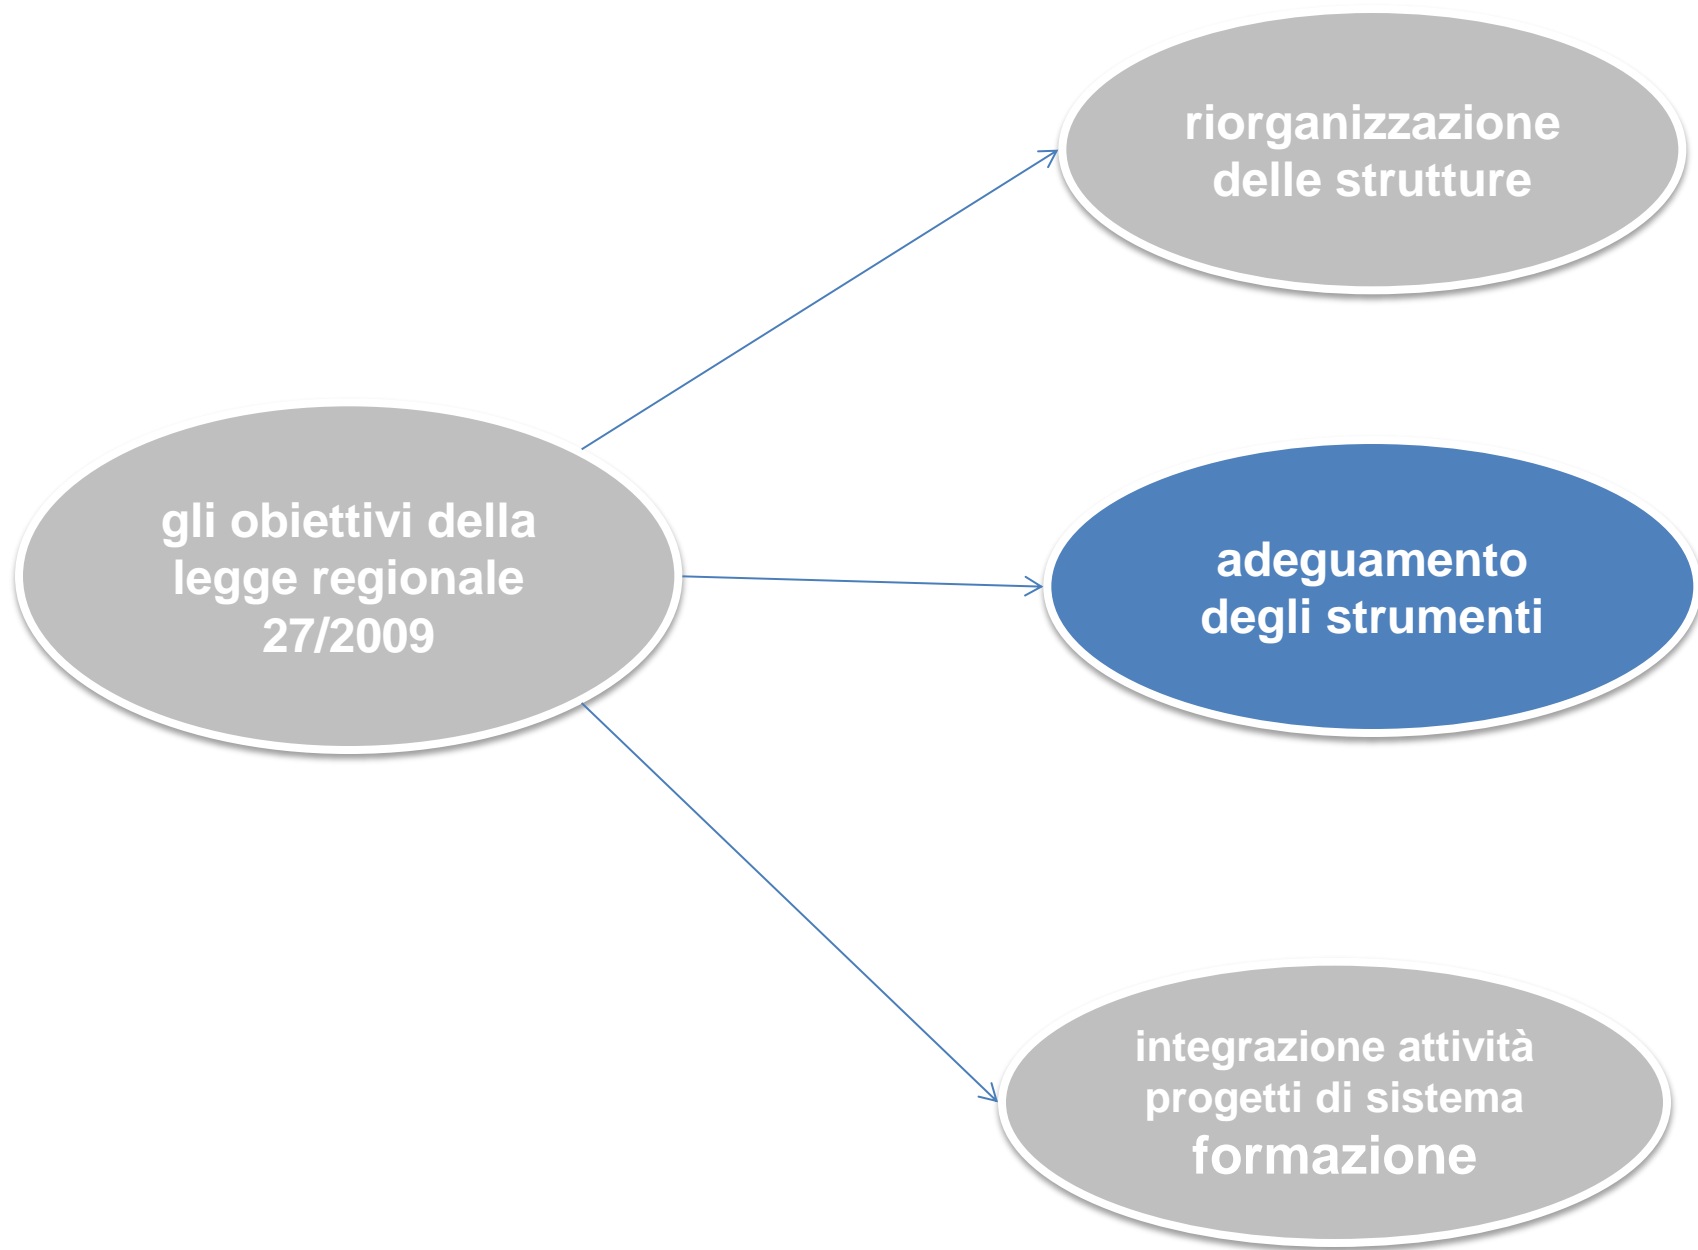 gli obiettivi della
legge regionale
27/2009
riorganizzazione
delle strutture
adeguamento
degli strumenti
integrazione attività
progetti di sistema
formazione